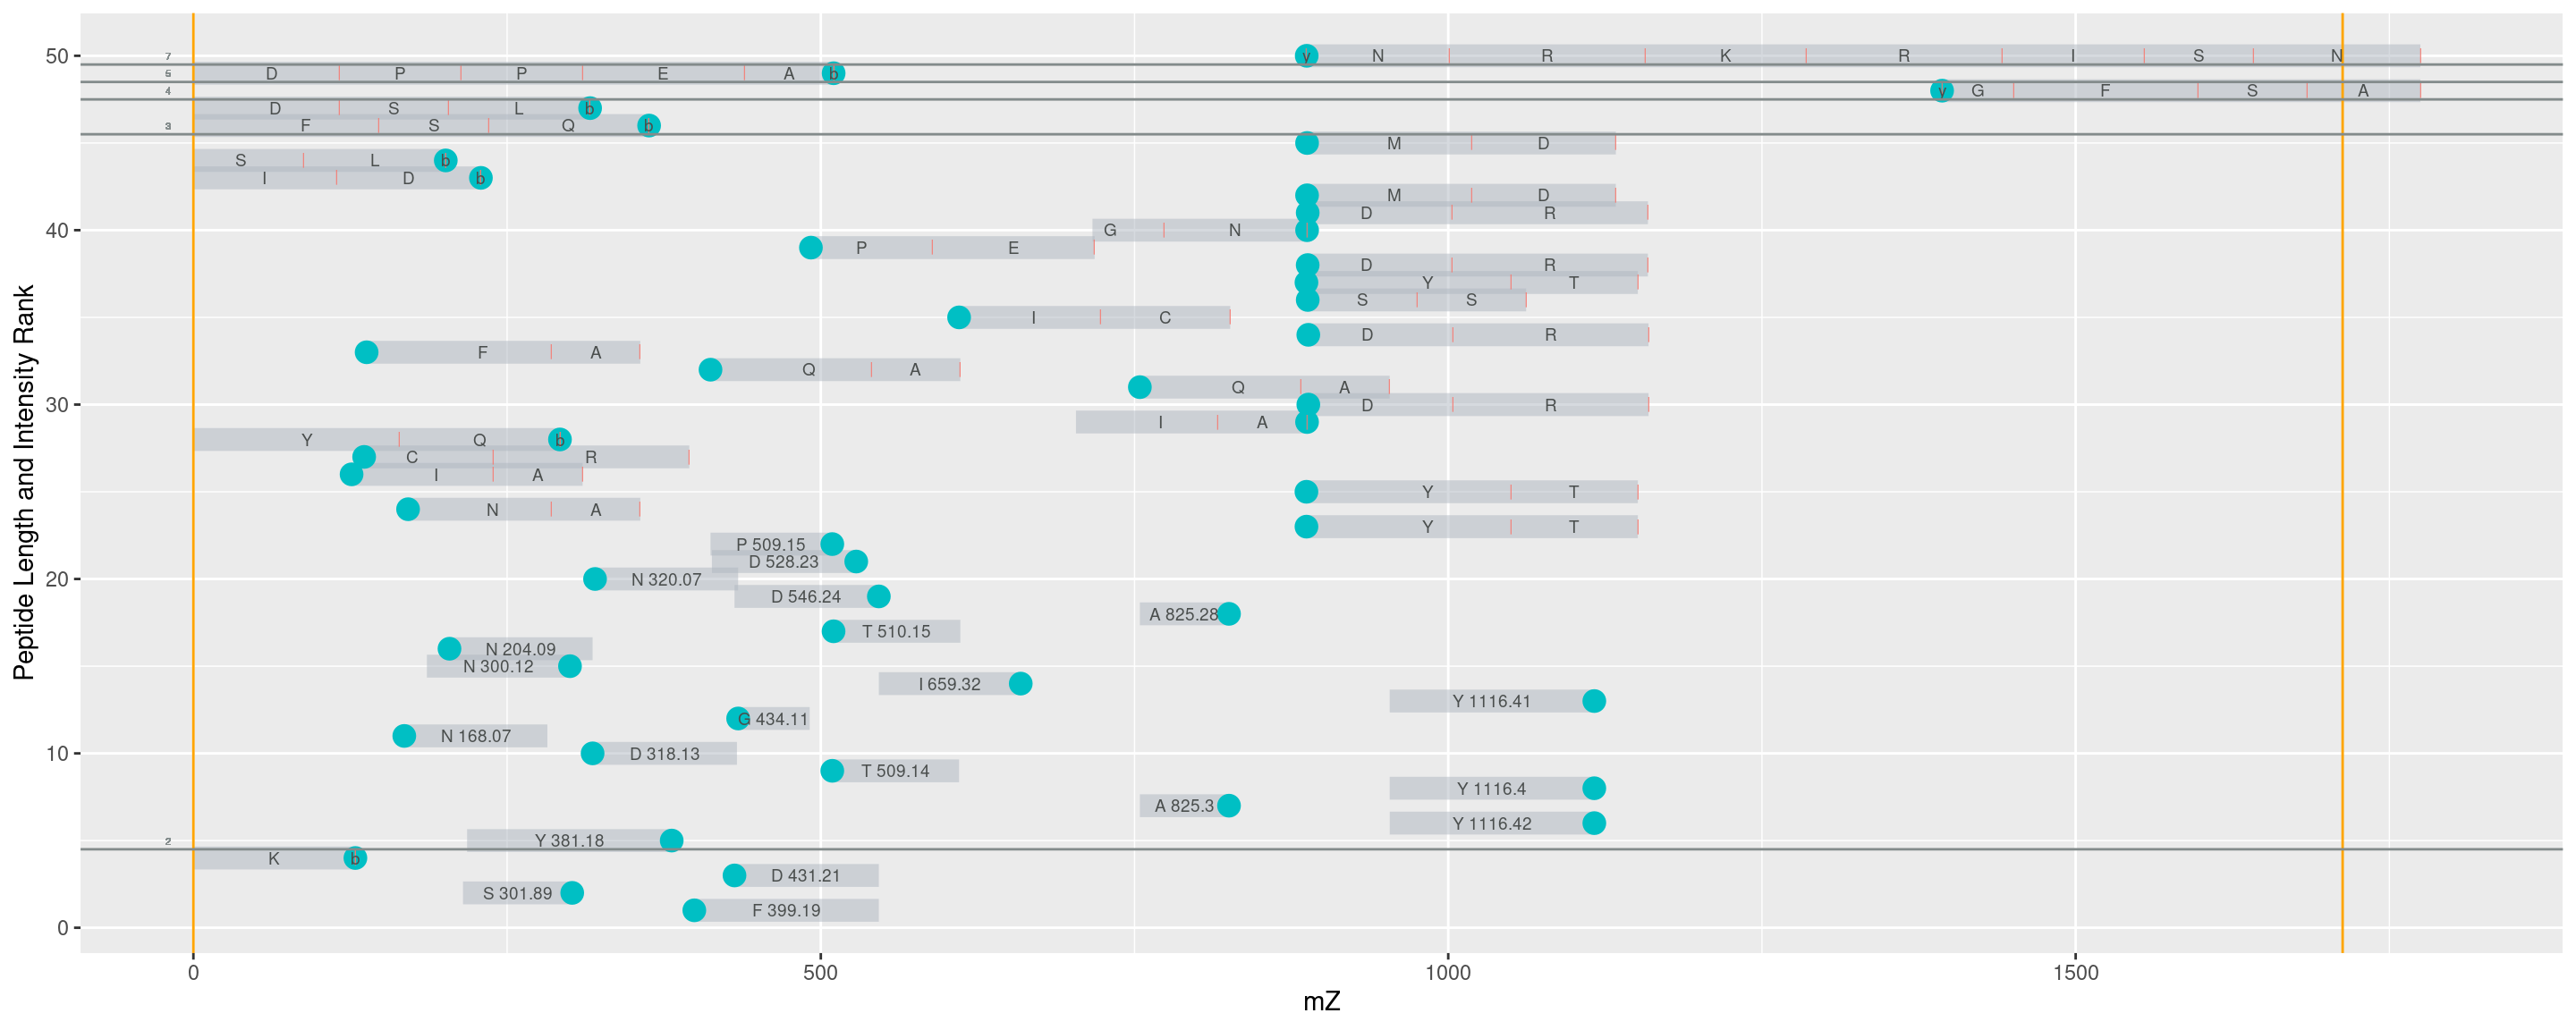 50
7
y N R K R I S N
D P P E A b
4
y G F S A
D S L b
F S Q b
M D
S L b
I D b
M D
D R
40
G N
P E
D R
Y T
S S
I C
D R
F A
Q A
Q A
30
D R
I A
Y Q b
C R
I A
Y T
N A
Y T
P 509.15
D 528.23
20
N 320.07
D 546.24
A 825.28
T 510.15
N 204.09
N 300.12
I 659.32
Y 1116.41
G 434.11
N 168.07
10
D 318.13
T 509.14
Y 1116.4
A 825.3
Y 1116.42
2
Y 381.18
K b
D 431.21
S 301.89
F 399.19
0
0 500 1000 1500
mZ
Peptide Length and Intensity Rank